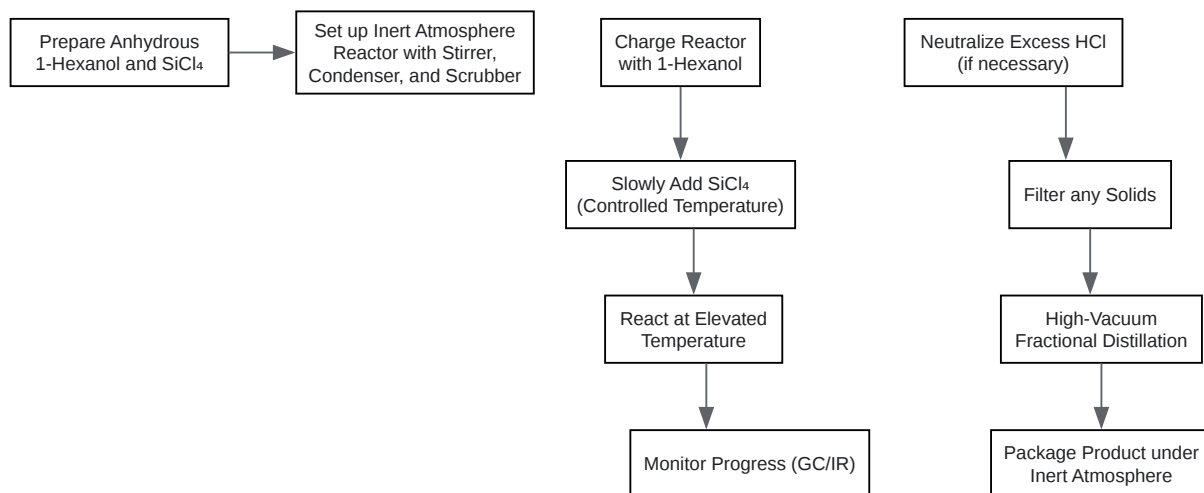 Prepare Anhydrous
1-Hexanol and SiCl₄
Set up Inert Atmosphere
Reactor with Stirrer,
Condenser, and Scrubber
Charge Reactor
with 1-Hexanol
Slowly Add SiCl₄
(Controlled Temperature)
React at Elevated
Temperature
Monitor Progress (GC/IR)
Neutralize Excess HCl
(if necessary)
Filter any Solids
High-Vacuum
Fractional Distillation
Package Product under
Inert Atmosphere